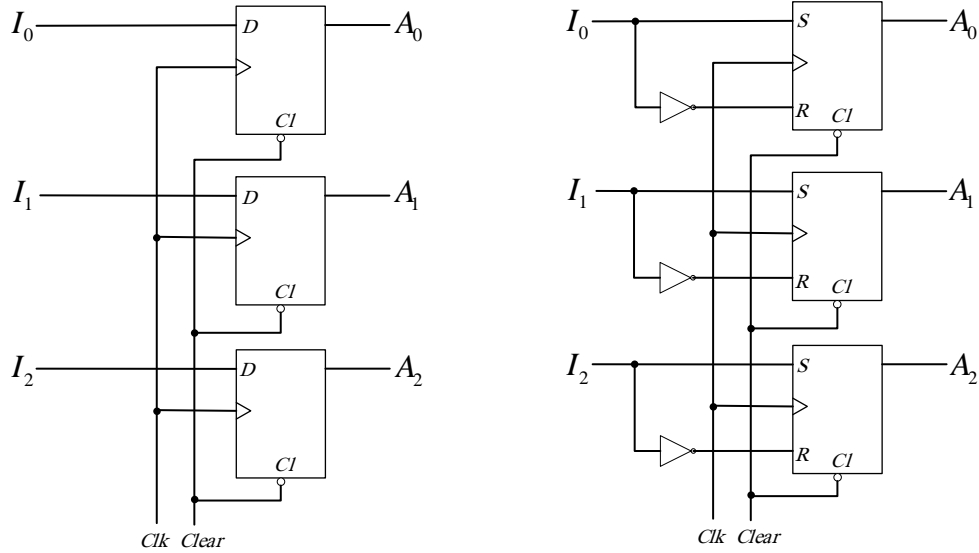 I₀ D A₀
Cl
I₁ D A₁
Cl
I₂ D A₂
Cl
Clk Clear
I₀ S A₀
R
Cl
I₁ S A₁
R
Cl
I₂ S A₂
R
Cl
Clk Clear